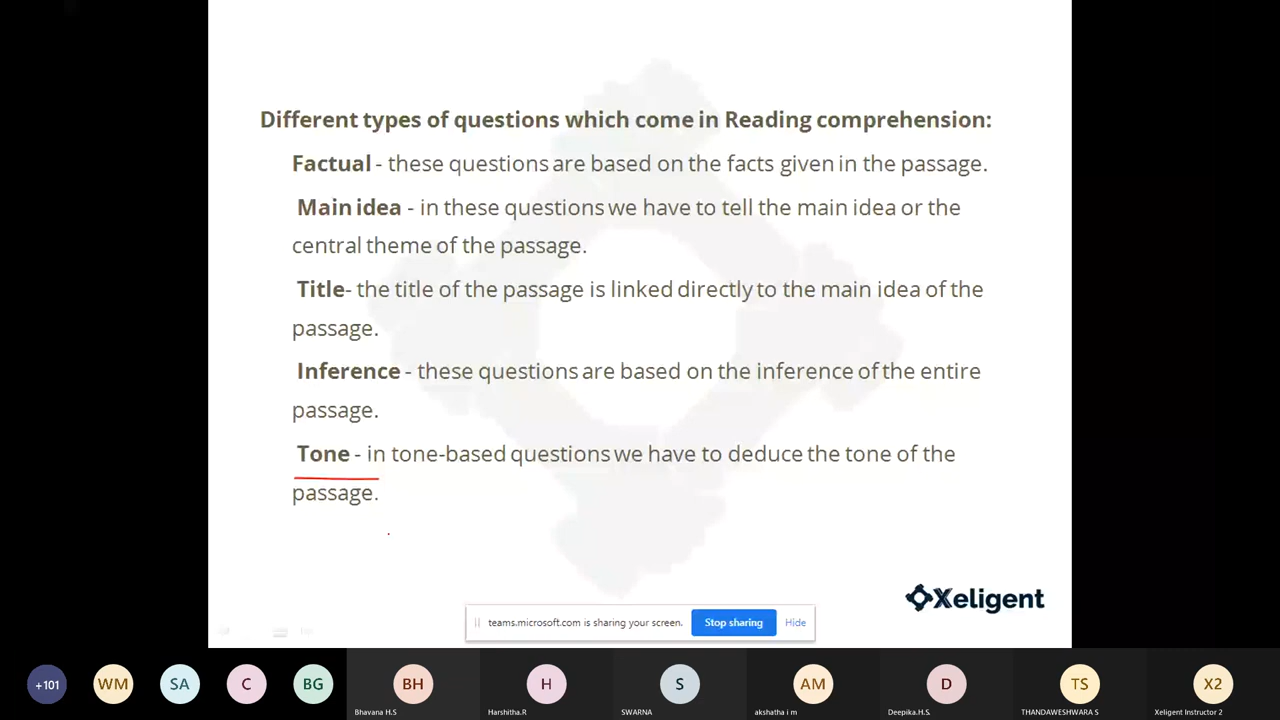 Different types of questions which come in Reading comprehension:
Factual - these questions are based on the facts given in the passage.
Main idea - in these questions we have to tell the main idea or the
central theme of the passage.
Title- the title of the passage is linked directly to the main idea of the
passage.
Inference - these questions are based on the inference of the entire
passage.
Tone - in tone-based questions we have to deduce the tone of the
passage.
Xeligent
teams.microsoft.com is sharing your screen. Stop sharing Hide
+101 WM SA C BG BH H S AM D TS X2
Bhavana H.S Harshitha.R SWARNA akshatha i m Deepika.H.S. THANDAWESHWARA S Xeligent Instructor 2